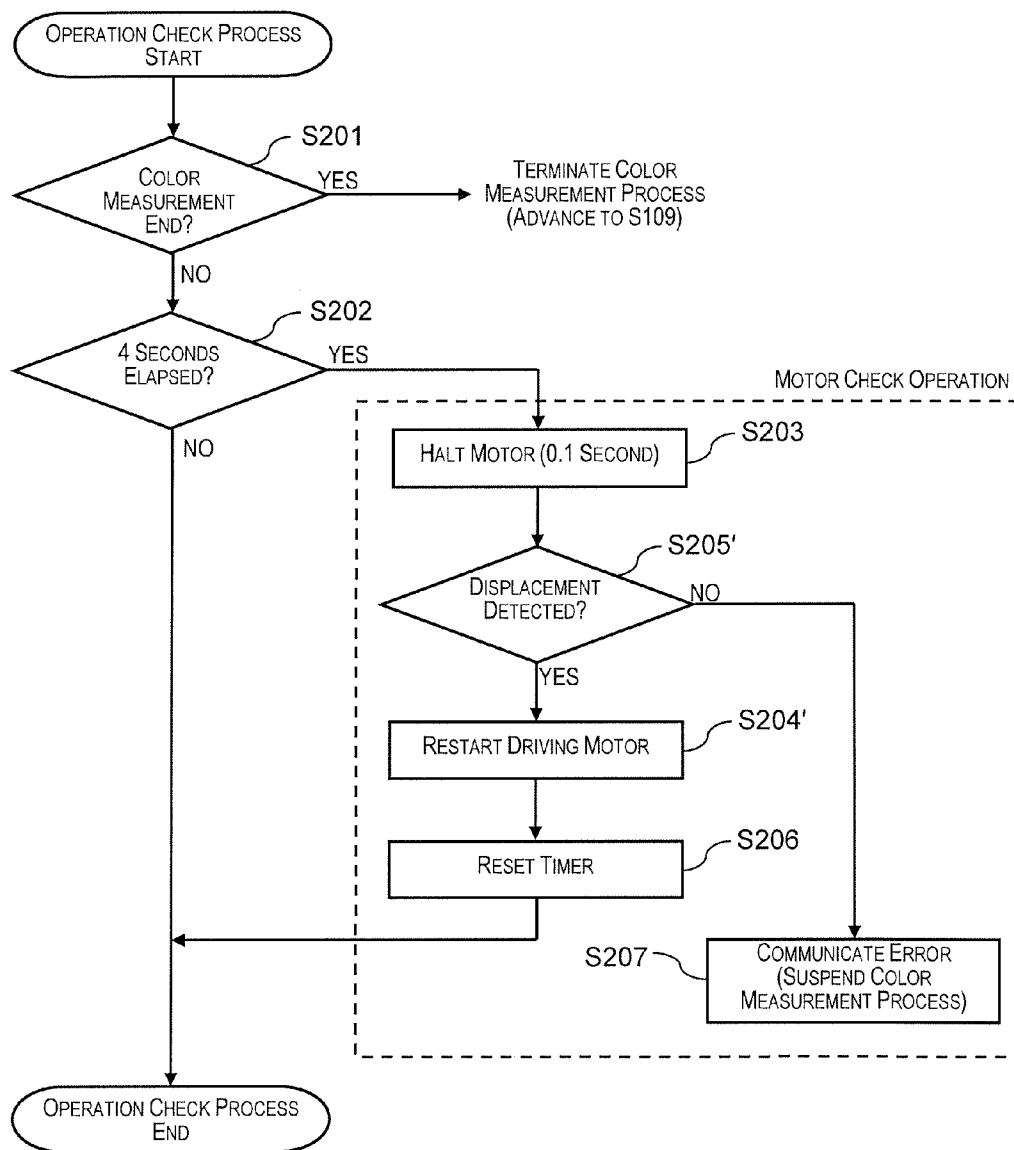 OPERATION CHECK PROCESS
START
S201
COLOR
MEASUREMENT
END?
YES
TERMINATE COLOR
MEASUREMENT PROCESS
(ADVANCE TO S109)
NO
S202
4 SECONDS
ELAPSED?
YES
NO
MOTOR CHECK OPERATION
HALT MOTOR (0.1 SECOND)
S203
S205'
DISPLACEMENT
DETECTED?
NO
YES
S204'
RESTART DRIVING MOTOR
S206
RESET TIMER
S207
COMMUNICATE ERROR
(SUSPEND COLOR
MEASUREMENT PROCESS)
OPERATION CHECK PROCESS
END